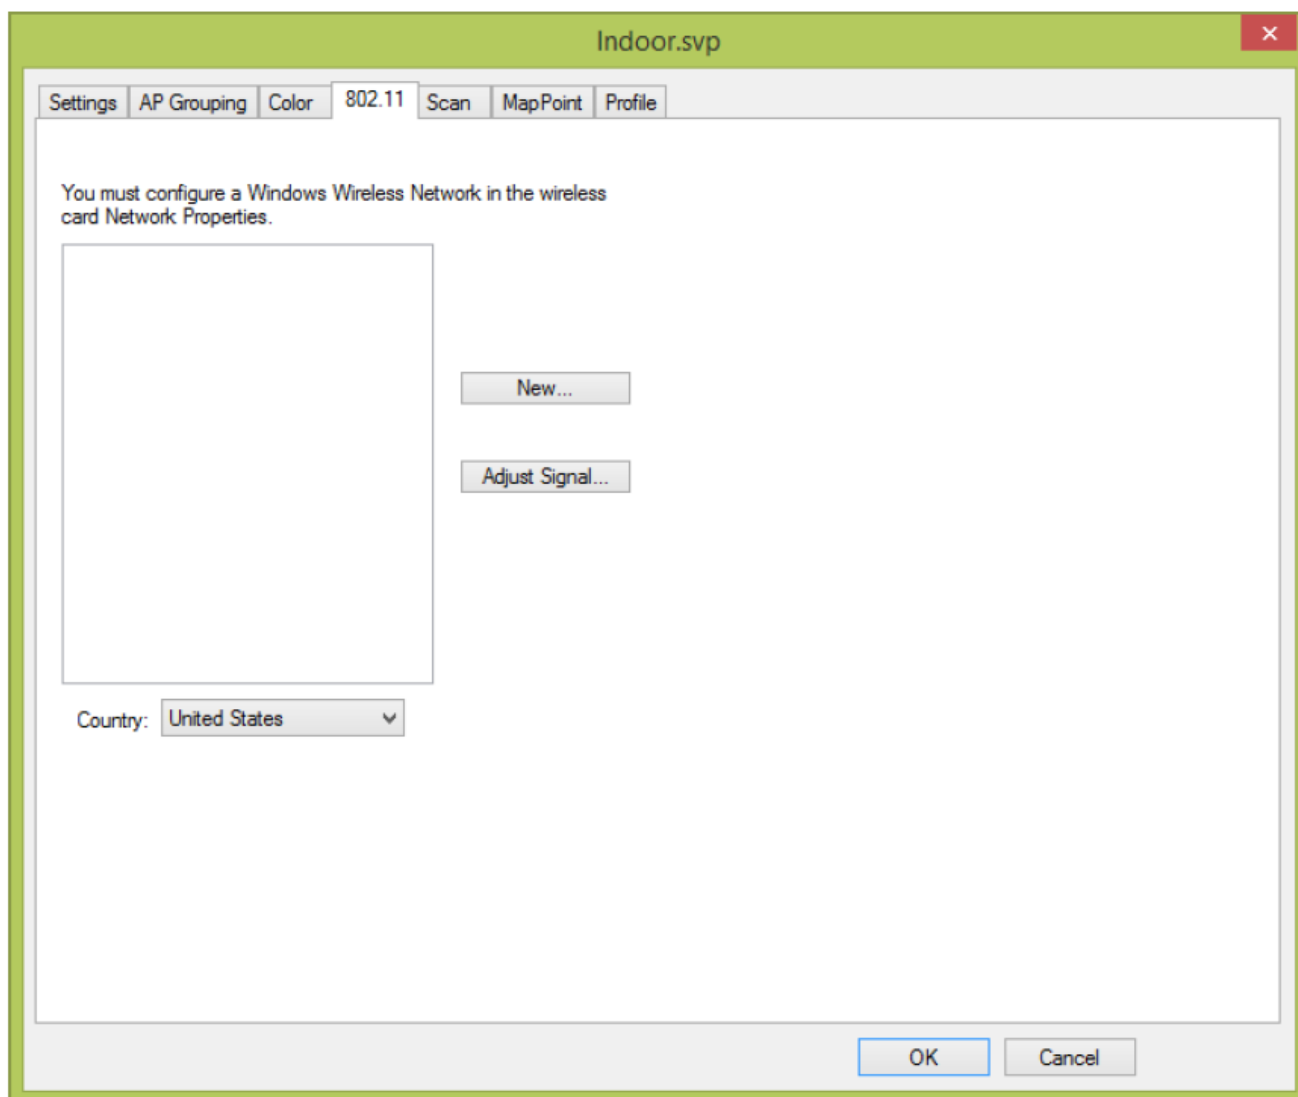 Indoor.svp
Settings AP Grouping Color 802.11 Scan MapPoint Profile
You must configure a Windows Wireless Network in the wireless
card Network Properties.
New...
Adjust Signal...
Country: United States
OK Cancel